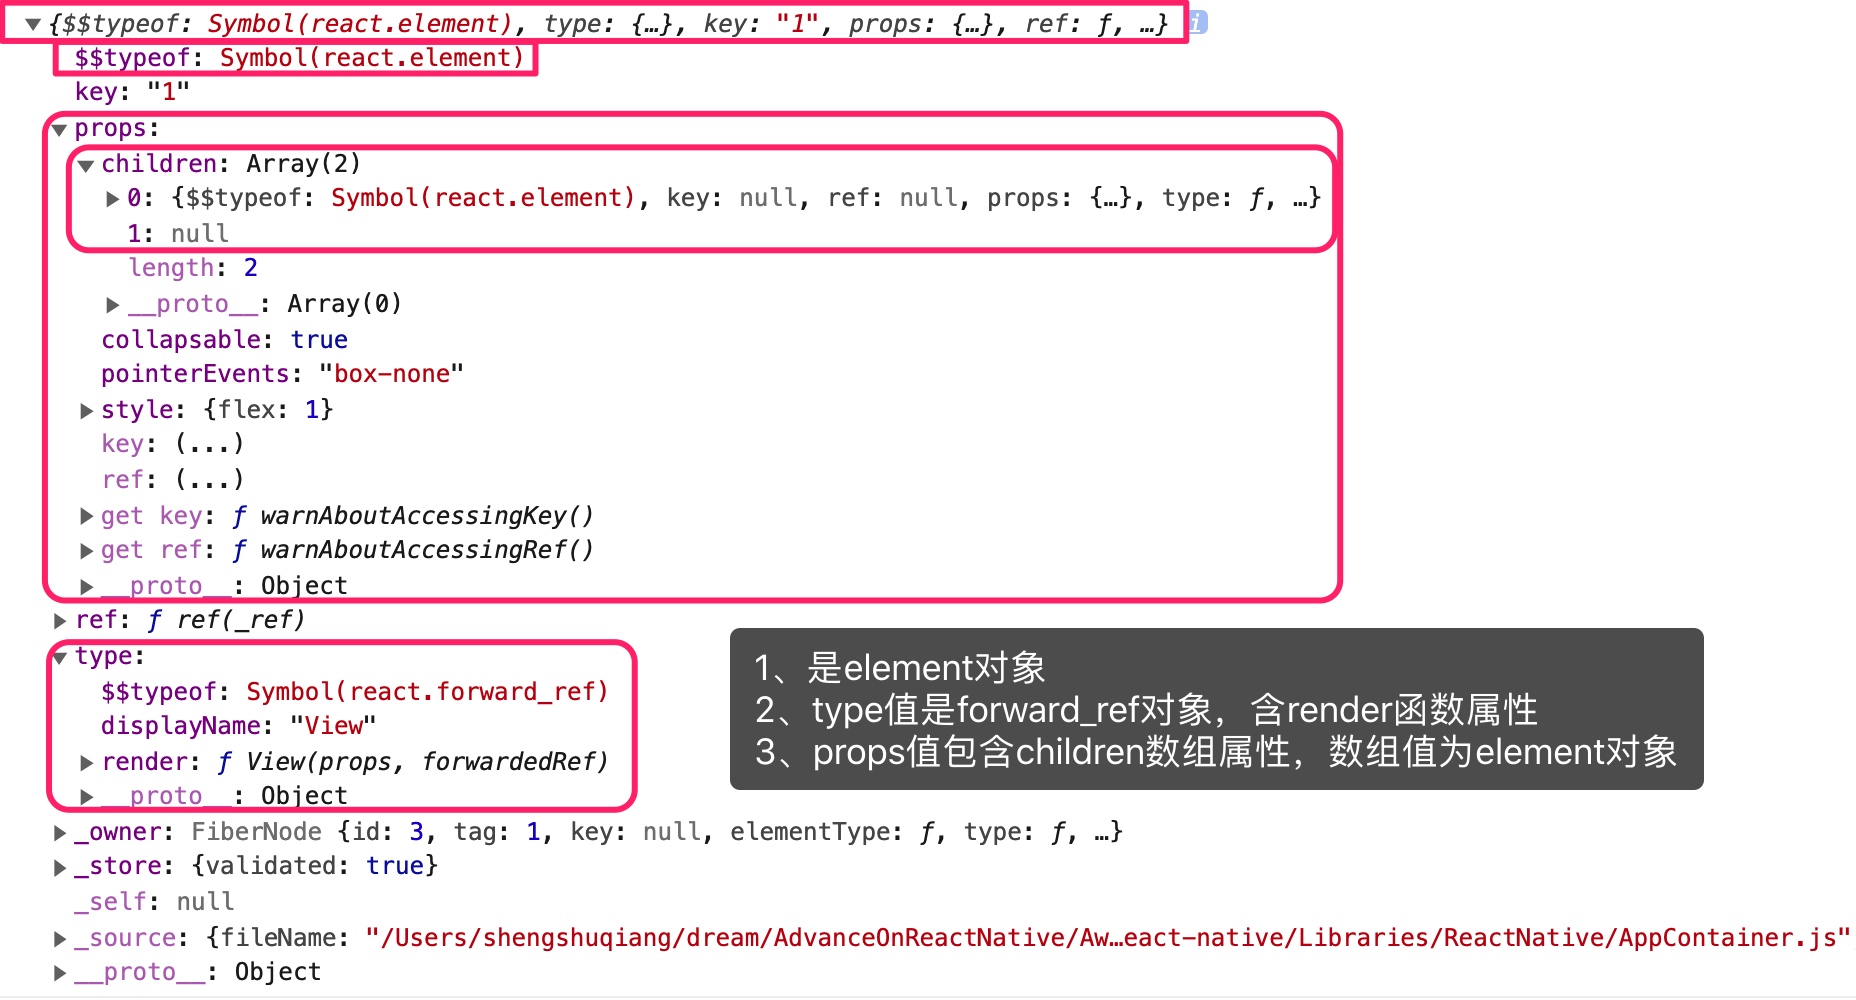 ▼{$$typeof: Symbol(react.element), type: {…}, key: "1", props: {…}, ref: ƒ, …} i
$$typeof: Symbol(react.element)
key: "1"
▼props:
▼children: Array(2)
▶0: {$$typeof: Symbol(react.element), key: null, ref: null, props: {…}, type: ƒ, …}
1: null
length: 2
▶__proto__: Array(0)
collapsable: true
pointerEvents: "box-none"
▶style: {flex: 1}
key: (...)
ref: (...)
▶get key: ƒ warnAboutAccessingKey()
▶get ref: ƒ warnAboutAccessingRef()
▶__proto__: Object
▶ref: ƒ ref(_ref)
▼type:
$$typeof: Symbol(react.forward_ref)
displayName: "View"
▶render: ƒ View(props, forwardedRef)
▶__proto__: Object
▶_owner: FiberNode {id: 3, tag: 1, key: null, elementType: ƒ, type: ƒ, …}
▶_store: {validated: true}
_self: null
▶_source: {fileName: "/Users/shengshuqiang/dream/AdvanceOnReactNative/Aw…eact-native/Libraries/ReactNative/AppContainer.js"
▶__proto__: Object
1、是element对象
2、type值是forward_ref对象，含render函数属性
3、props值包含children数组属性，数组值为element对象